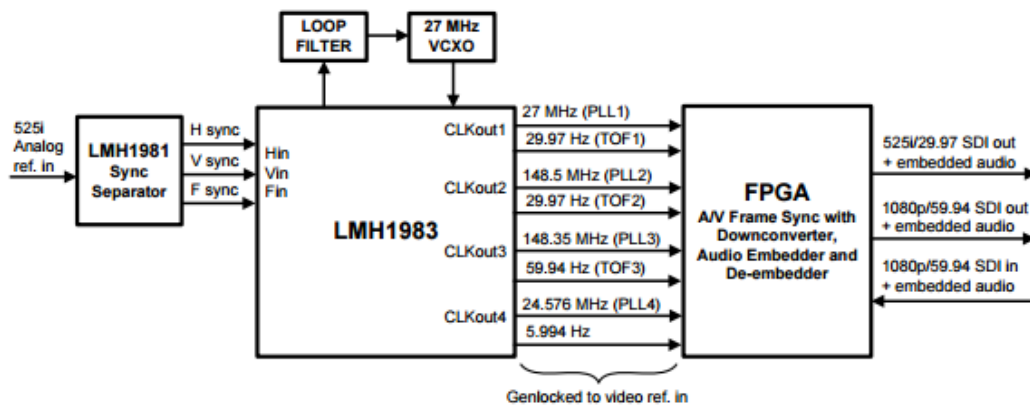 LOOP
FILTER
27 MHz
VCXO
525i
Analog
ref. in
LMH1981
Sync
Separator
H sync
V sync
F sync
Hin
Vin
Fin
LMH1983
CLKout1
CLKout2
CLKout3
CLKout4
27 MHz (PLL1)
29.97 Hz (TOF1)
148.5 MHz (PLL2)
29.97 Hz (TOF2)
148.35 MHz (PLL3)
59.94 Hz (TOF3)
24.576 MHz (PLL4)
5.994 Hz
Genlocked to video ref. in
FPGA
A/V Frame Sync with
Downconverter,
Audio Embedder and
De-embedder
525i/29.97 SDI out
+ embedded audio
1080p/59.94 SDI out
+ embedded audio
1080p/59.94 SDI in
+ embedded audio